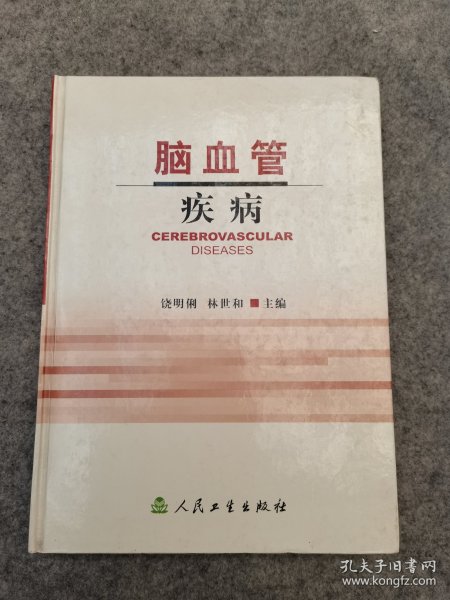 脑血管
疾病
CEREBROVASCULAR
DISEASES
饶明俐 林世和 ■ 主编
人民卫生出版社
孔夫子旧书网
www.kongfz.com